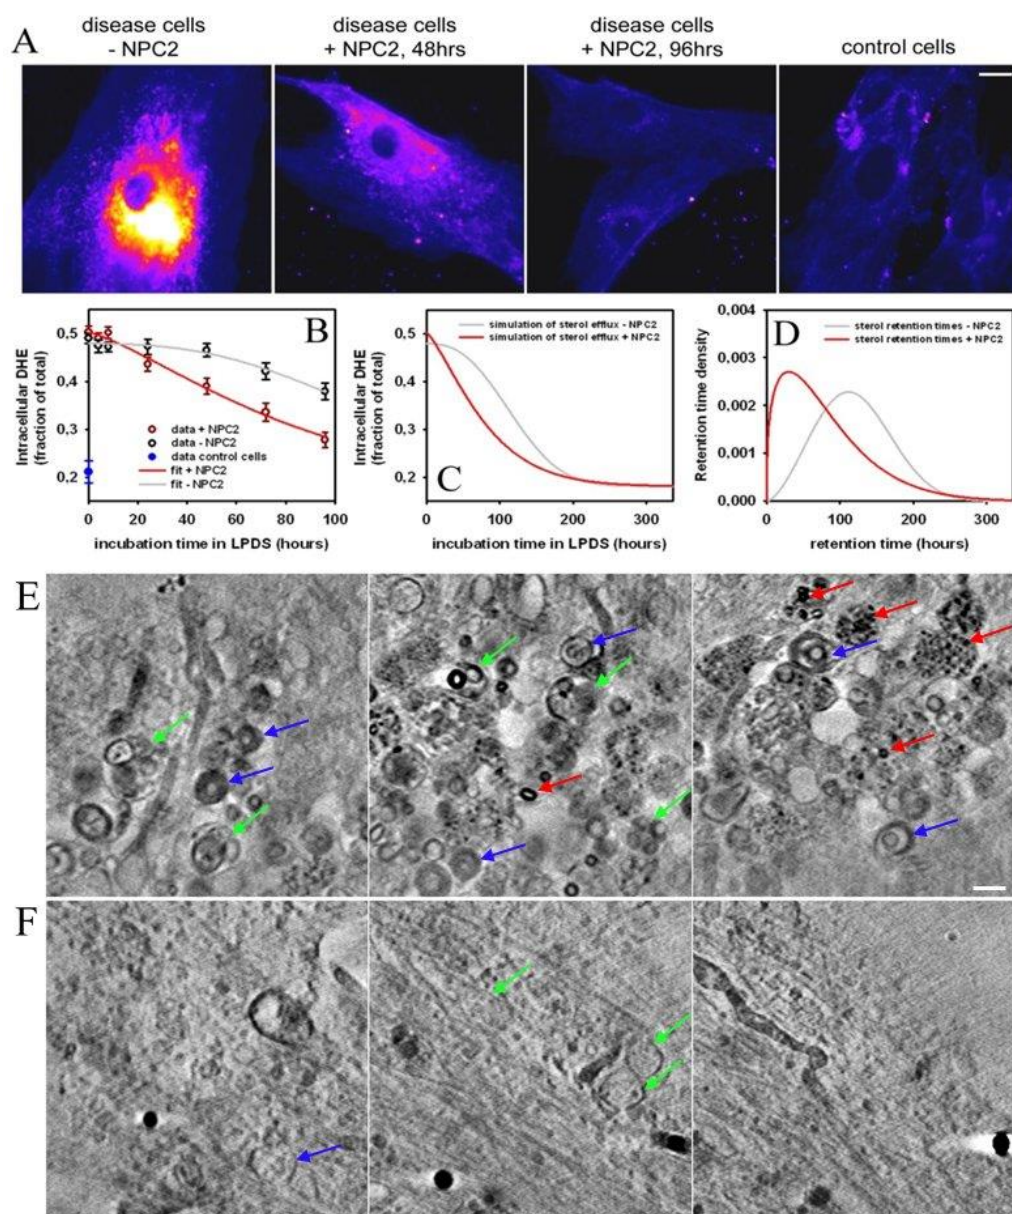 A
disease cells
- NPC2
disease cells
+ NPC2, 48hrs
disease cells
+ NPC2, 96hrs
control cells
B
Intracellular DHE
(fraction of total)
0.5
0.4
0.3
0.2
data + NPC2
data - NPC2
data control cells
fit + NPC2
fit - NPC2
0
20
40
60
80
100
incubation time in LPDS (hours)
C
Intracellular DHE
(fraction of total)
0,5
0,4
0,3
0,2
simulation of sterol efflux - NPC2
simulation of sterol efflux + NPC2
0
100
200
300
incubation time in LPDS (hours)
D
Retention time density
0.004
0.003
0.002
0.001
0,000
sterol retention times - NPC2
sterol retention times + NPC2
0
100
200
300
retention time (hours)
E
F